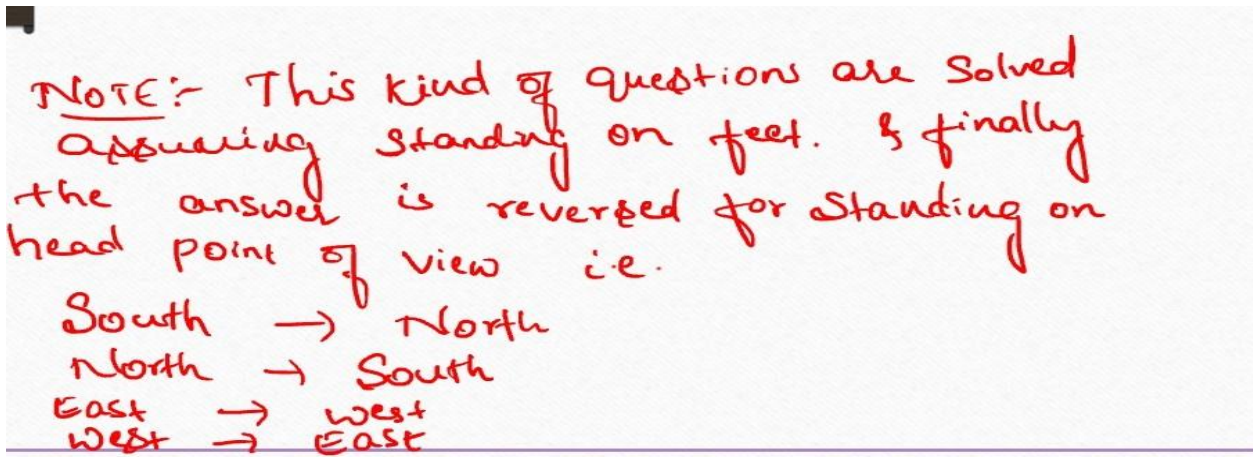 NOTE:- This kind of questions are Solved
assuming standing on feet. & finally
the answer is reversed for standing on
head point of view i.e.
South → North
North → South
East → West
West → East